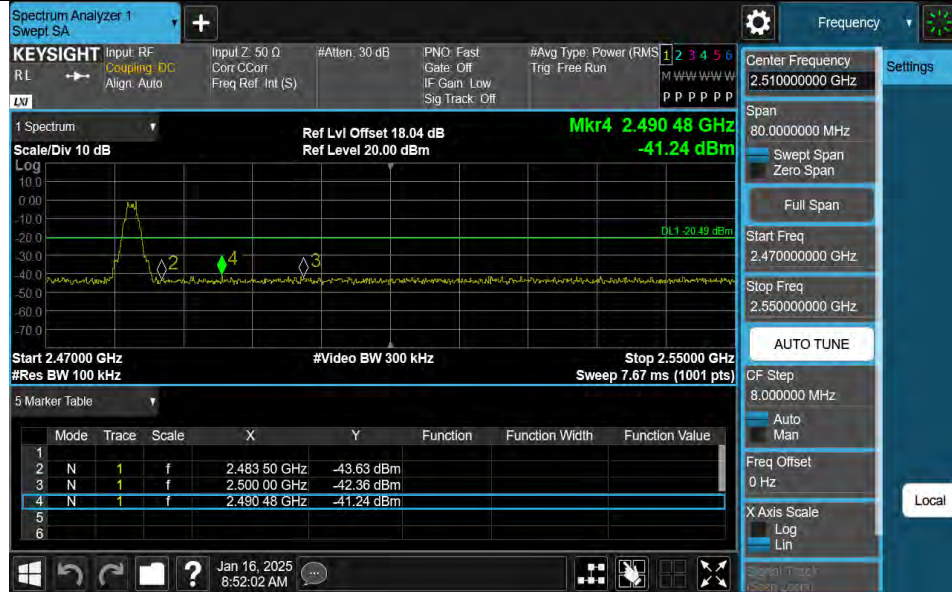 Spectrum Analyzer 1
Swept SA
+
Frequency
KEYSIGHT
RL
LXI
Input: RF
Coupling: DC
Align: Auto
Input Z: 50 Ω
Corr CCorr
Freq Ref: Int (S)
#Atten: 30 dB
PNO: Fast
Gate: Off
IF Gain: Low
Sig Track: Off
#Avg Type: Power (RMS
Trig: Free Run
1 2 3 4 5 6
M W W W W W
P P P P P P
1 Spectrum
Scale/Div 10 dB
Ref Lvl Offset 18.04 dB
Ref Level 20.00 dBm
Mkr4 2.490 48 GHz
-41.24 dBm
Log
10.0
0.00
-10.0
-20.0
-30.0
-40.0
-50.0
-60.0
-70.0
DL1 -20.49 dBm
2
4
3
Start 2.47000 GHz
#Video BW 300 kHz
Stop 2.55000 GHz
#Res BW 100 kHz
Sweep 7.67 ms (1001 pts)
5 Marker Table
Mode Trace Scale X Y Function Function Width Function Value
1
2 N 1 f 2.483 50 GHz -43.63 dBm
3 N 1 f 2.500 00 GHz -42.36 dBm
4 N 1 f 2.490 48 GHz -41.24 dBm
5
6
Jan 16, 2025
8:52:02 AM
?
Center Frequency
2.510000000 GHz
Span
80.0000000 MHz
Swept Span
Zero Span
Full Span
Start Freq
2.470000000 GHz
Stop Freq
2.550000000 GHz
AUTO TUNE
CF Step
8.000000 MHz
Auto
Man
Freq Offset
0 Hz
X Axis Scale
Log
Lin
Signal Track
(Span Zoom)
Settings
Local